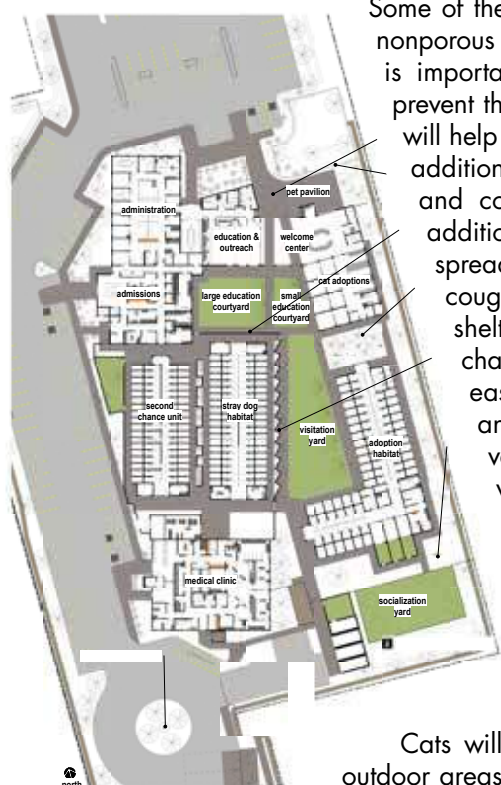 Some of the
nonporous
is importa
prevent th
will help
addition
and co
additio
spread
coug
shelt
cha
eas
an
v
Cats will
outdoor areas
pet pavilion
administration
education &
outreach
welcome
center
cat adoptions
admissions
large education
courtyard
small
education
courtyard
second
chance unit
stray dog
habitat
visitation
yard
adoption
habitat
medical clinic
socialization
yard
north